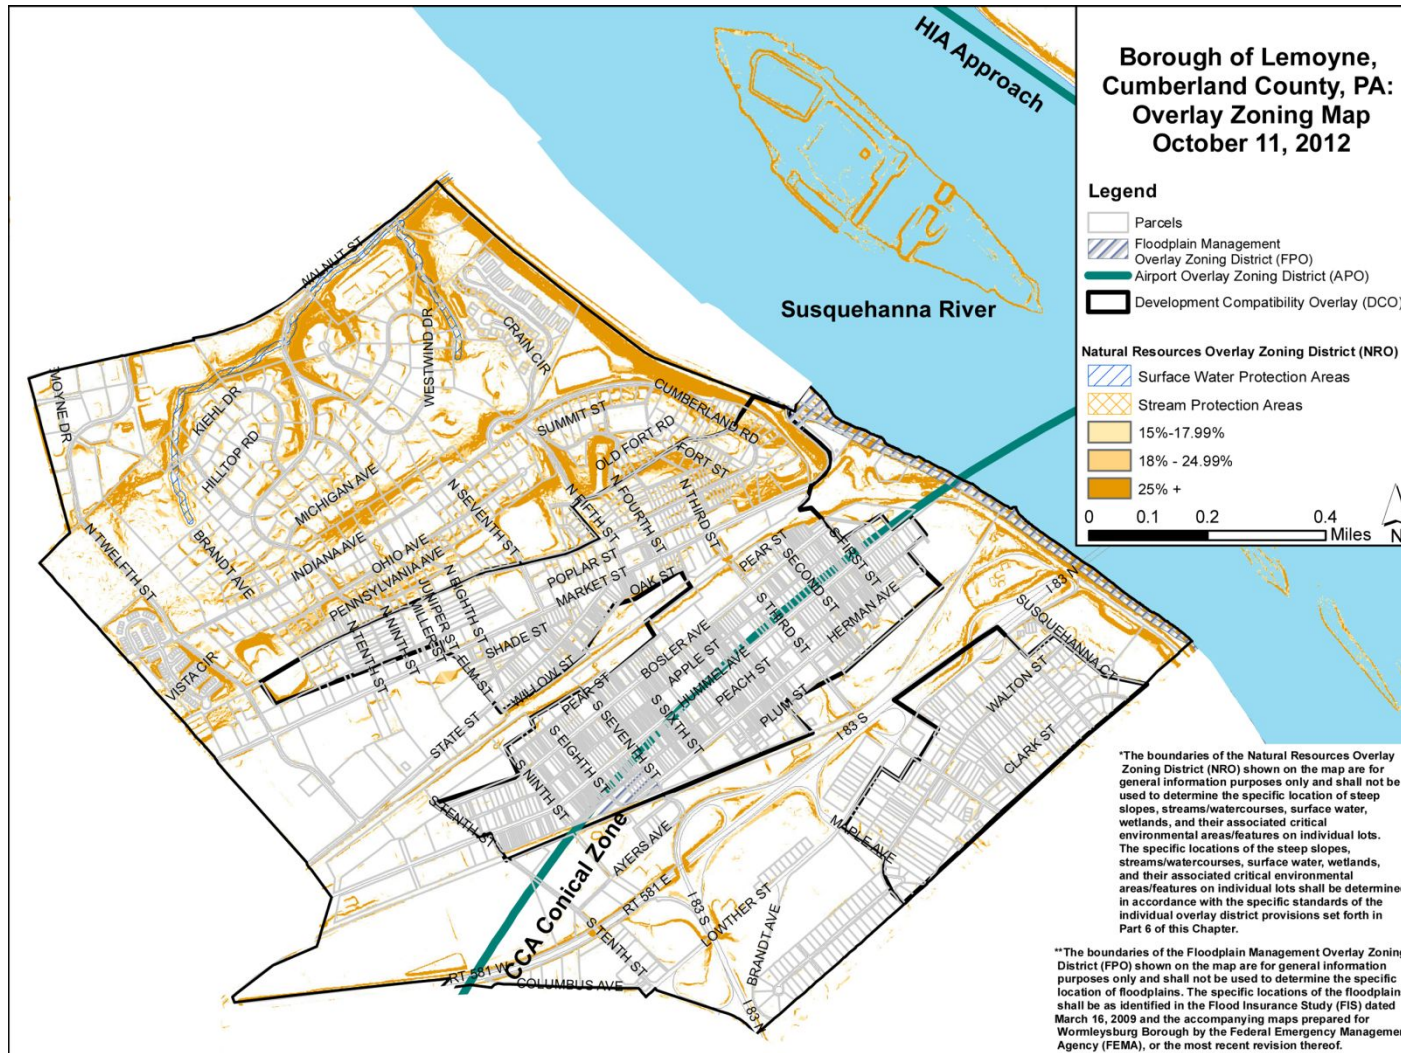 HIA Approach
Borough of Lemoyne,
Cumberland County, PA:
Overlay Zoning Map
October 11, 2012
Legend
Parcels
Floodplain Management
Overlay Zoning District (FPO)
Airport Overlay Zoning District (APO)
Development Compatibility Overlay (DCO)
Natural Resources Overlay Zoning District (NRO)
Surface Water Protection Areas
Stream Protection Areas
15%-17.99%
18% - 24.99%
25% +
0 0.1 0.2 0.4
Miles
N
Susquehanna River
WALNUT ST
CRAIN CIR
WESTWIND DR
MOYNE DR
KIEHL DR
HILLTOP RD
CUMBERLAND RD
SUMMIT ST
OLD FORT RD
FORT ST
MICHIGAN AVE
N SEVENTH ST
N FIFTH ST
N FOURTH ST
N THIRD ST
N TWELFTH ST
BRANDT AVE
INDIANA AVE
OHIO AVE
PENNSYLVANIA AVE
JUNIPER ST
N EIGHTH ST
MILLER ST
N NINTH ST
N TENTH ST
ELM ST
POPLAR ST
MARKET ST
OAK ST
SHADE ST
WILLOW ST
PEAR ST
S FIRST ST
SECOND ST
S THIRD ST
HERMAN AVE
I 83 N
SUSQUEHANNA CT
VISTA CIR
STATE ST
BOSLER AVE
APPLE ST
HUMMEL AVE
PEACH ST
PLUM ST
PEAR ST
S SIXTH ST
S SEVENTH ST
S EIGHTH ST
S NINTH ST
S TENTH ST
I 83 S
WALTON ST
CLARK ST
MAPLE AVE
AYERS AVE
CCA Conical Zone
RT 581 E
I 83 S
LOWTHER ST
BRANDT AVE
S TENTH ST
RT 581 W
COLUMBUS AVE
I 83 N
*The boundaries of the Natural Resources Overlay
Zoning District (NRO) shown on the map are for
general information purposes only and shall not be
used to determine the specific location of steep
slopes, streams/watercourses, surface water,
wetlands, and their associated critical
environmental areas/features on individual lots.
The specific locations of the steep slopes,
streams/watercourses, surface water, wetlands,
and their associated critical environmental
areas/features on individual lots shall be determine
in accordance with the specific standards of the
individual overlay district provisions set forth in
Part 6 of this Chapter.
**The boundaries of the Floodplain Management Overlay Zoning
District (FPO) shown on the map are for general information
purposes only and shall not be used to determine the specific
location of floodplains. The specific locations of the floodplain
shall be as identified in the Flood Insurance Study (FIS) dated
March 16, 2009 and the accompanying maps prepared for
Wormleysburg Borough by the Federal Emergency Manageme
Agency (FEMA), or the most recent revision thereof.